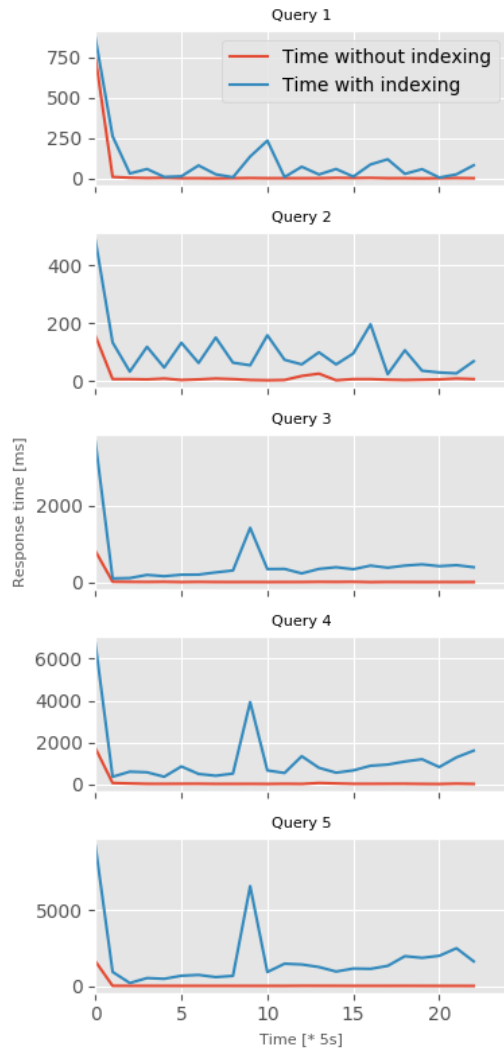 Query 1
750
500
250
0
Time without indexing
Time with indexing
Query 2
400
200
0
Query 3
2000
0
Response time [ms]
Query 4
6000
4000
2000
0
Query 5
5000
0
0 5 10 15 20
Time [* 5s]